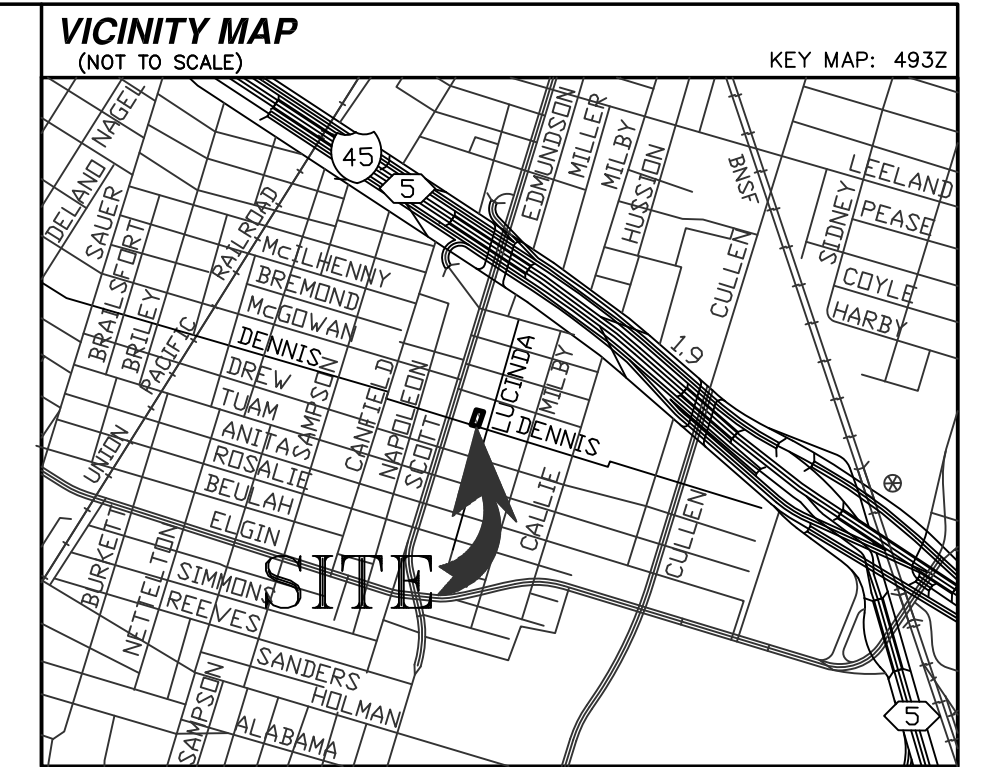 VICINITY MAP
(NOT TO SCALE)
KEY MAP: 493Z
45
5
NAGEL
DELANO
SAUER
RAILROAD
EDMUNDSON
MILLER
MILBY
HUSSION
BNSF
LEELAND
PEASE
SIDNEY
COYLE
HARBY
CULLEN
McILHENNY
BREMOND
McGOWAN
DENNIS
BRAILSFORT
BRILEY
PACIFIC
UNION
DREW
TUAM
ANITA
ROSALIE
BEULAH
ELGIN
SAMPSON
CANFIELD
NAPOLEON
SCOTT
LUCINDA
MILBY
DENNIS
1.9
CALLIE
CULLEN
SITE
BURKETT
NETTELTON
SIMMONS
REEVES
SANDERS
HOLMAN
SAMPSON
ALABAMA
5